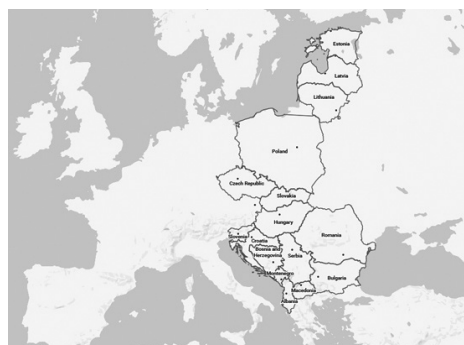 Estonia
Latvia
Lithuania
Poland
Czech Republic
Slovakia
Hungary
Slovenia
Romania
Croatia
Bosnia and
Herzegovina
Serbia
Montenegro
Bulgaria
Macedonia
Albania